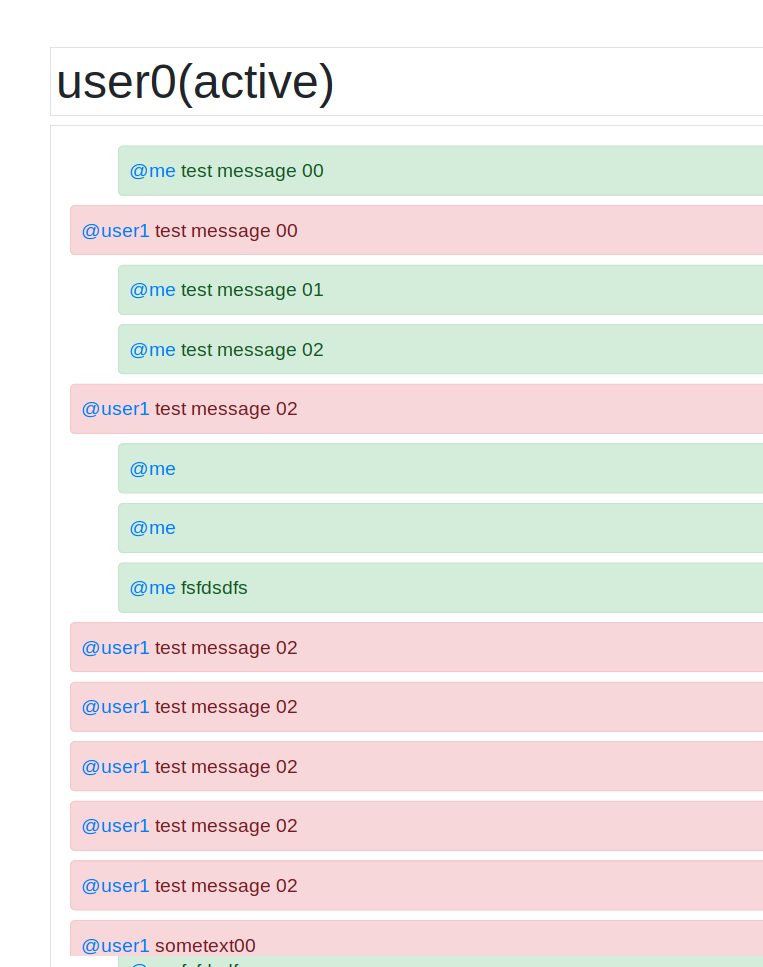 user0(active)
@me test message 00
@user1 test message 00
@me test message 01
@me test message 02
@user1 test message 02
@me
@me
@me fsfdsdfs
@user1 test message 02
@user1 test message 02
@user1 test message 02
@user1 test message 02
@user1 test message 02
@user1 sometext00